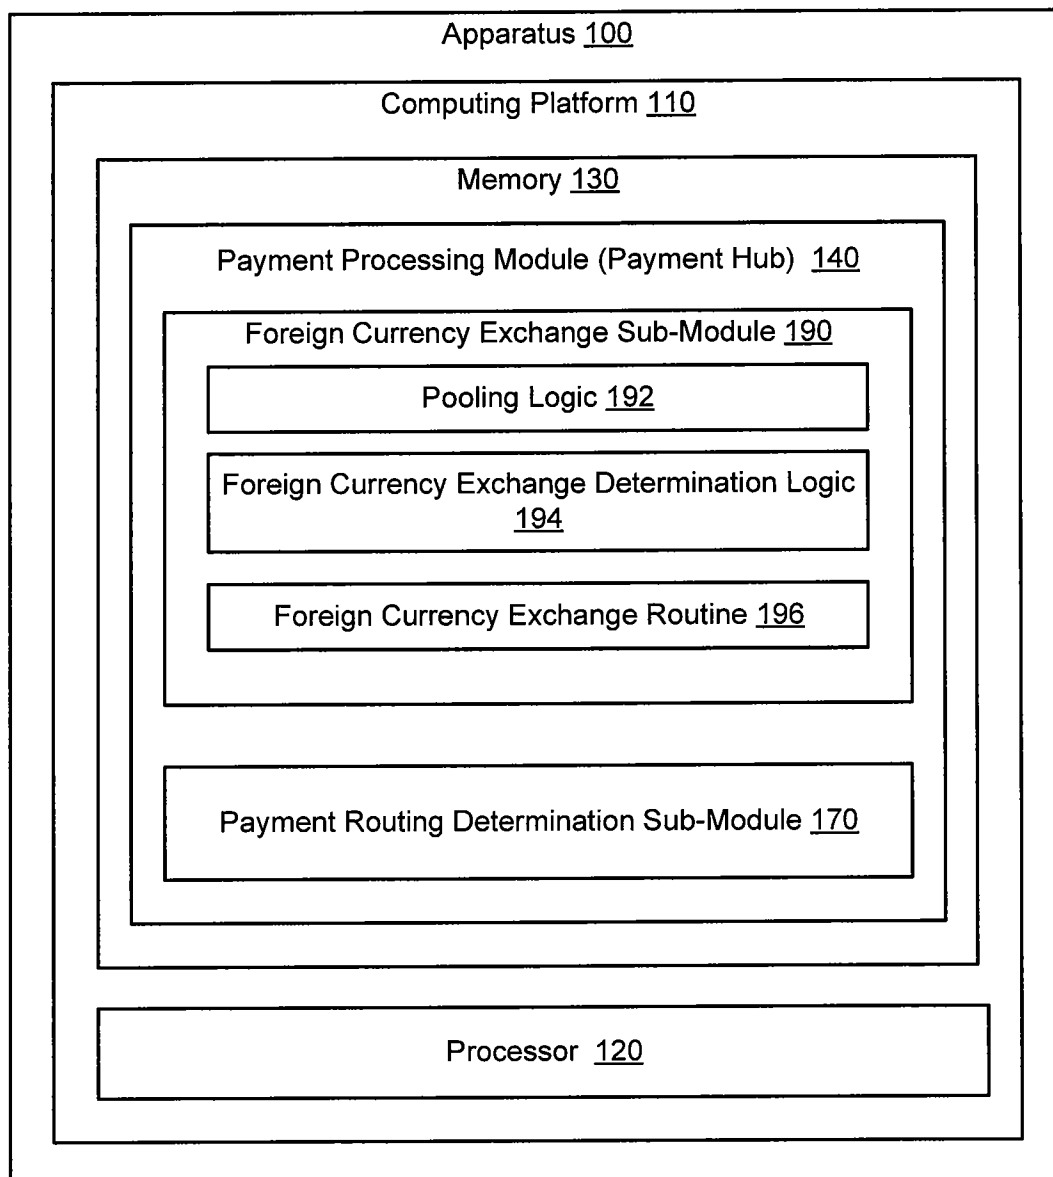 Apparatus 100
Computing Platform 110
Memory 130
Payment Processing Module (Payment Hub) 140
Foreign Currency Exchange Sub-Module 190
Pooling Logic 192
Foreign Currency Exchange Determination Logic
194
Foreign Currency Exchange Routine 196
Payment Routing Determination Sub-Module 170
Processor 120